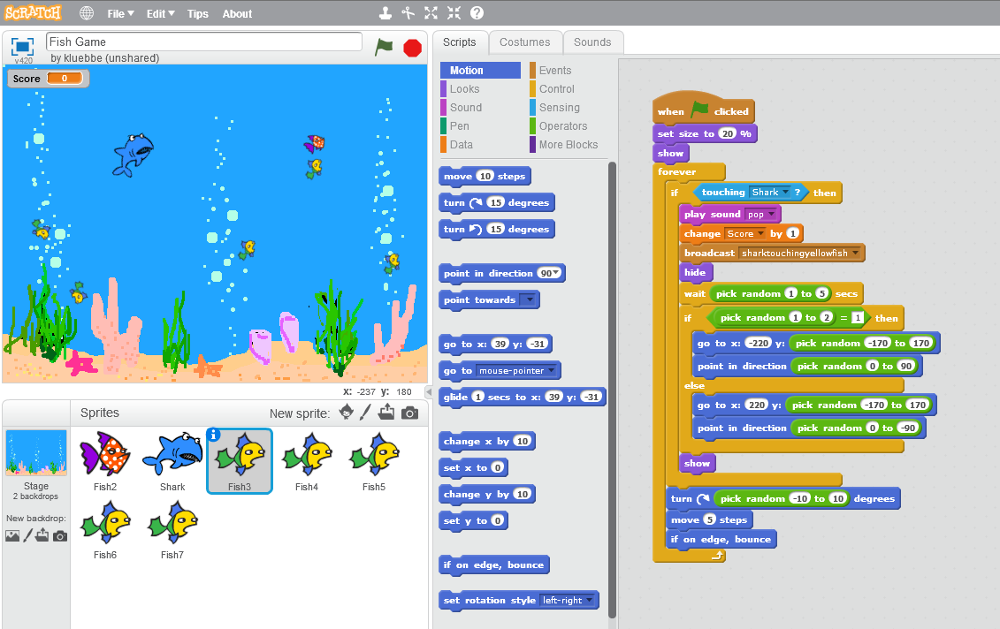 SCRATCH File Edit Tips About ?
Fish Game
v420
by kluebbe (unshared)
Score 0
x: -237 y: 180
Sprites New sprite:
Stage
2 backdrops
New backdrop:
i
Fish2 Shark Fish3 Fish4 Fish5
Fish6 Fish7
Scripts Costumes Sounds
Motion Events
Looks Control
Sound Sensing
Pen Operators
Data More Blocks
move 10 steps
turn 15 degrees
turn 15 degrees
point in direction 90
point towards
go to x: 39 y: -31
go to mouse-pointer
glide 1 secs to x: 39 y: -31
change x by 10
set x to 0
change y by 10
set y to 0
if on edge, bounce
set rotation style left-right
when clicked
set size to 20 %
show
forever
if touching Shark ? then
play sound pop
change Score by 1
broadcast sharktouchingyellowfish
hide
wait pick random 1 to 5 secs
if pick random 1 to 2 = 1 then
go to x: -220 y: pick random -170 to 170
point in direction pick random 0 to 90
else
go to x: 220 y: pick random -170 to 170
point in direction pick random 0 to -90
show
turn pick random -10 to 10 degrees
move 5 steps
if on edge, bounce